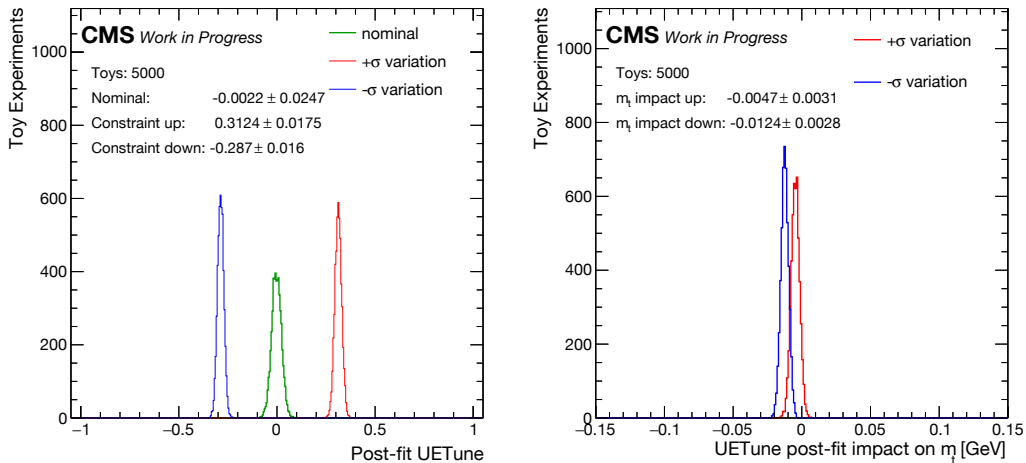 CMS Work in Progress
nominal
+σ variation
-σ variation
Toys: 5000
Nominal: -0.0022 ± 0.0247
Constraint up: 0.3124 ± 0.0175
Constraint down: -0.287 ± 0.016
Toy Experiments
1000
800
600
400
200
0
−1 −0.5 0 0.5 1
Post-fit UETune
CMS Work in Progress
+σ variation
-σ variation
Toys: 5000
mt impact up: -0.0047 ± 0.0031
mt impact down: -0.0124 ± 0.0028
Toy Experiments
1000
800
600
400
200
0
−0.15 −0.1 −0.05 0 0.05 0.1 0.15
UETune post-fit impact on mt [GeV]